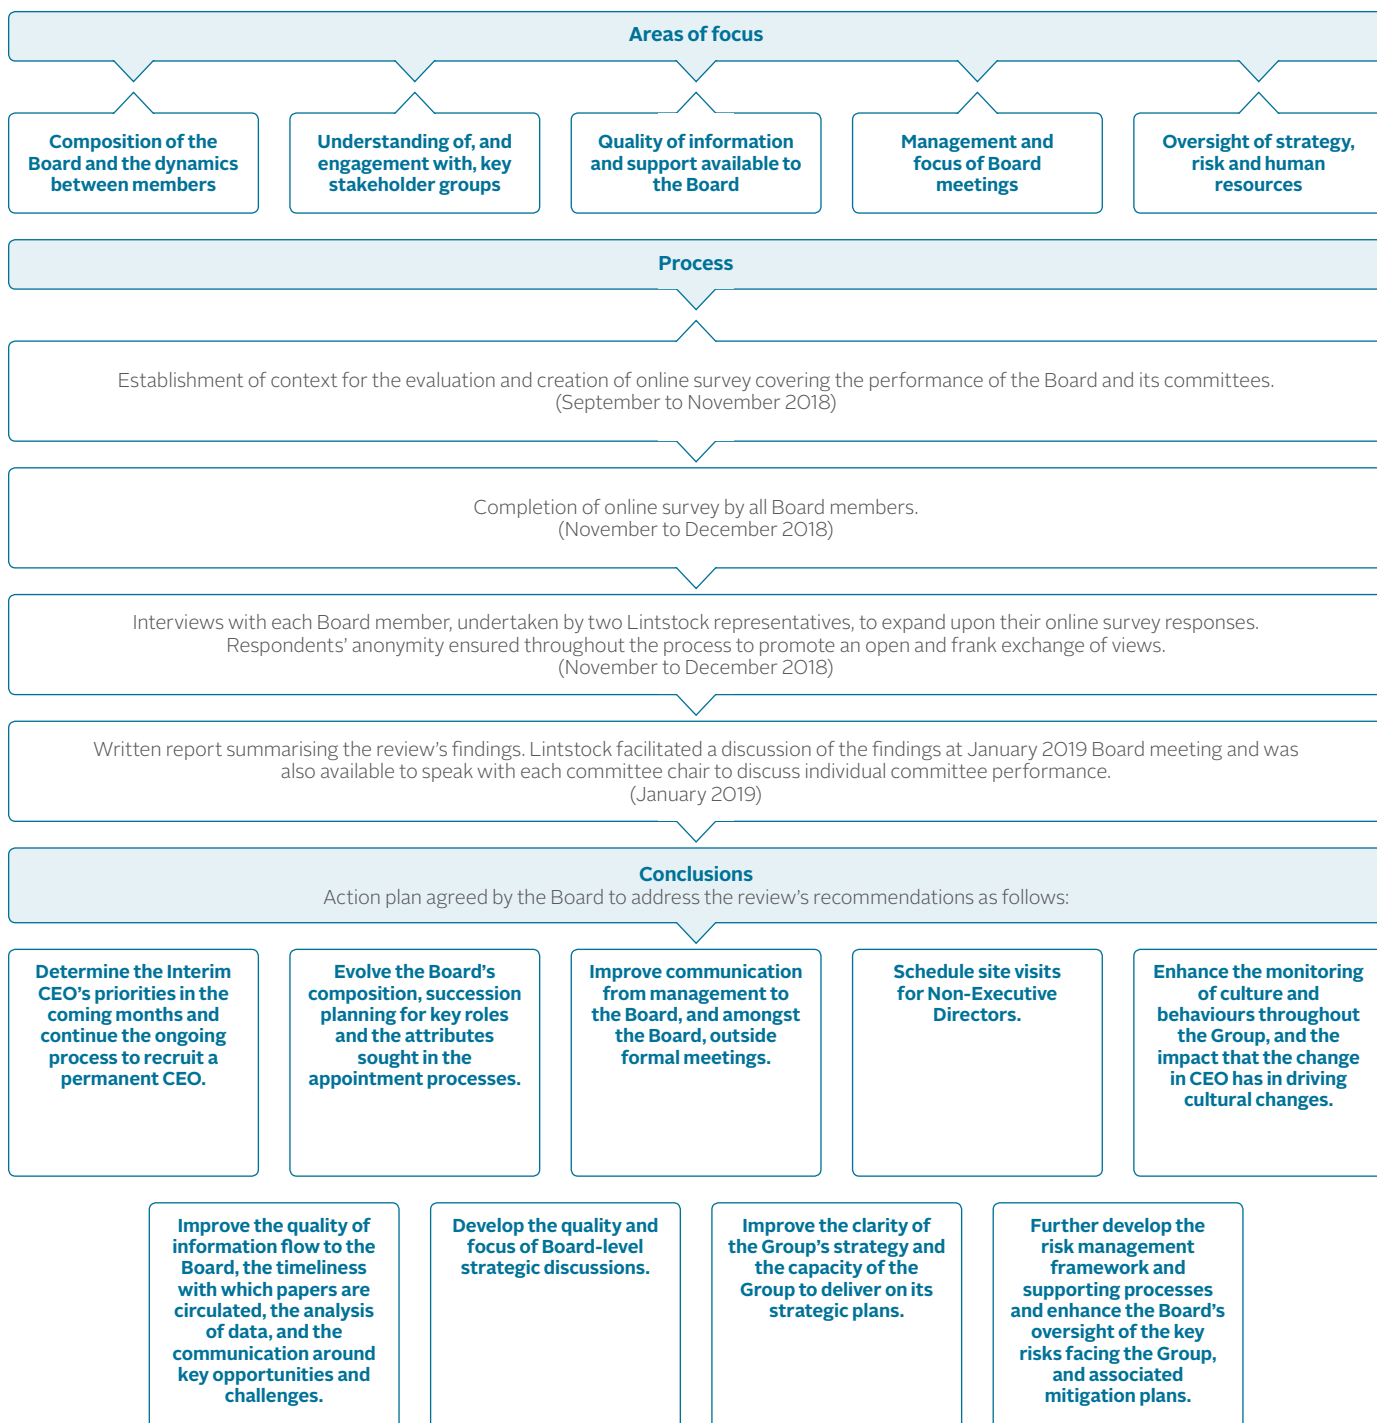 Areas of focus
Composition of the
Board and the dynamics
between members
Understanding of, and
engagement with, key
stakeholder groups
Quality of information
and support available to
the Board
Management and
focus of Board
meetings
Oversight of strategy,
risk and human
resources
Process
Establishment of context for the evaluation and creation of online survey covering the performance of the Board and its committees.
(September to November 2018)
Completion of online survey by all Board members.
(November to December 2018)
Interviews with each Board member, undertaken by two Lintstock representatives, to expand upon their online survey responses.
Respondents’ anonymity ensured throughout the process to promote an open and frank exchange of views.
(November to December 2018)
Written report summarising the review’s findings. Lintstock facilitated a discussion of the findings at January 2019 Board meeting and was
also available to speak with each committee chair to discuss individual committee performance.
(January 2019)
Conclusions
Action plan agreed by the Board to address the review’s recommendations as follows:
Determine the Interim
CEO’s priorities in the
coming months and
continue the ongoing
process to recruit a
permanent CEO.
Evolve the Board’s
composition, succession
planning for key roles
and the attributes
sought in the
appointment processes.
Improve communication
from management to
the Board, and amongst
the Board, outside
formal meetings.
Schedule site visits
for Non-Executive
Directors.
Enhance the monitoring
of culture and
behaviours throughout
the Group, and the
impact that the change
in CEO has in driving
cultural changes.
Improve the quality of
information flow to the
Board, the timeliness
with which papers are
circulated, the analysis
of data, and the
communication around
key opportunities and
challenges.
Develop the quality and
focus of Board-level
strategic discussions.
Improve the clarity of
the Group’s strategy and
the capacity of the
Group to deliver on its
strategic plans.
Further develop the
risk management
framework and
supporting processes
and enhance the Board’s
oversight of the key
risks facing the Group,
and associated
mitigation plans.